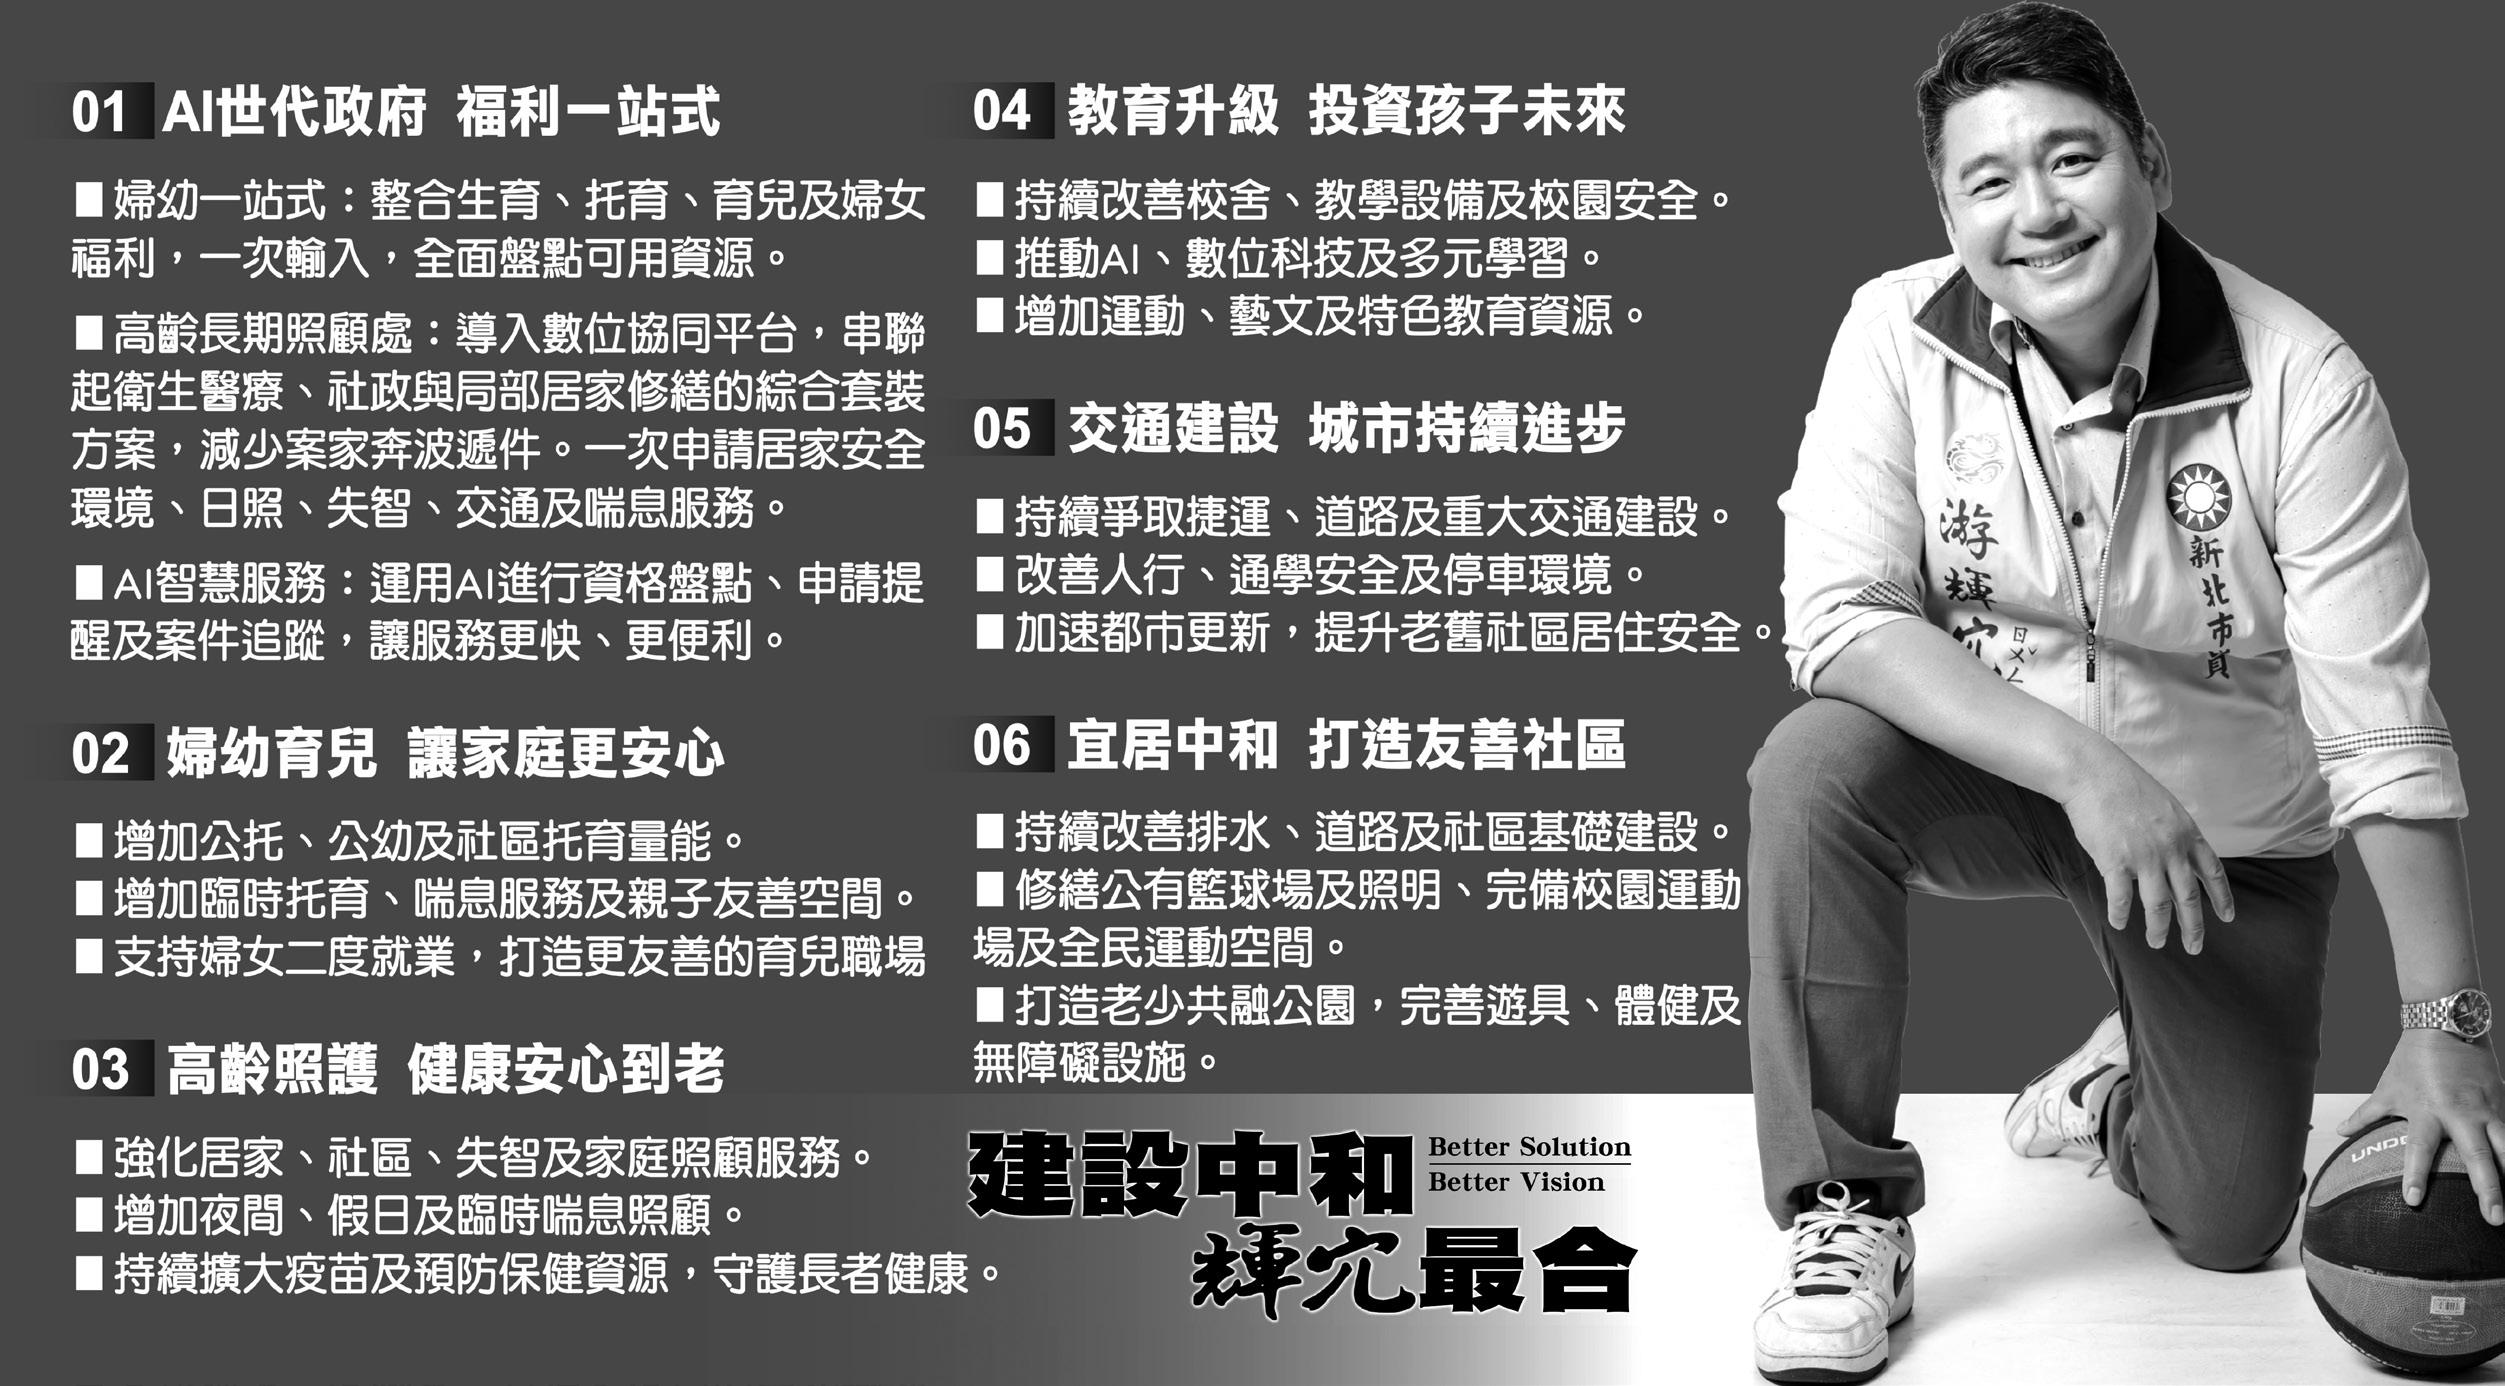 01 AI世代政府 福利一站式
■婦幼一站式：整合生育、托育、育兒及婦女
福利，一次輸入，全面盤點可用資源。
■高齡長期照顧處：導入數位協同平台，串聯
起衛生醫療、社政與局部居家修繕的綜合套裝
方案，減少案家奔波遞件。一次申請居家安全
環境、日照、失智、交通及喘息服務。
■AI智慧服務：運用AI進行資格盤點、申請提
醒及案件追蹤，讓服務更快、更便利。
02 婦幼育兒 讓家庭更安心
■增加公托、公幼及社區托育量能。
■增加臨時托育、喘息服務及親子友善空間。
■支持婦女二度就業，打造更友善的育兒職場
03 高齡照護 健康安心到老
■強化居家、社區、失智及家庭照顧服務。
■增加夜間、假日及臨時喘息照顧。
■持續擴大疫苗及預防保健資源，守護長者健康。
04 教育升級 投資孩子未來
■持續改善校舍、教學設備及校園安全。
■推動AI、數位科技及多元學習。
■增加運動、藝文及特色教育資源。
05 交通建設 城市持續進步
■持續爭取捷運、道路及重大交通建設。
■改善人行、通學安全及停車環境。
■加速都市更新，提升老舊社區居住安全。
06 宜居中和 打造友善社區
■持續改善排水、道路及社區基礎建設。
■修繕公有籃球場及照明、完備校園運動
場及全民運動空間。
■打造老少共融公園，完善遊具、體健及
無障礙設施。
建設中和
Better Solution
Better Vision
輝宂最合
游輝宂
ㄖㄨㄥˇ
新北市議員